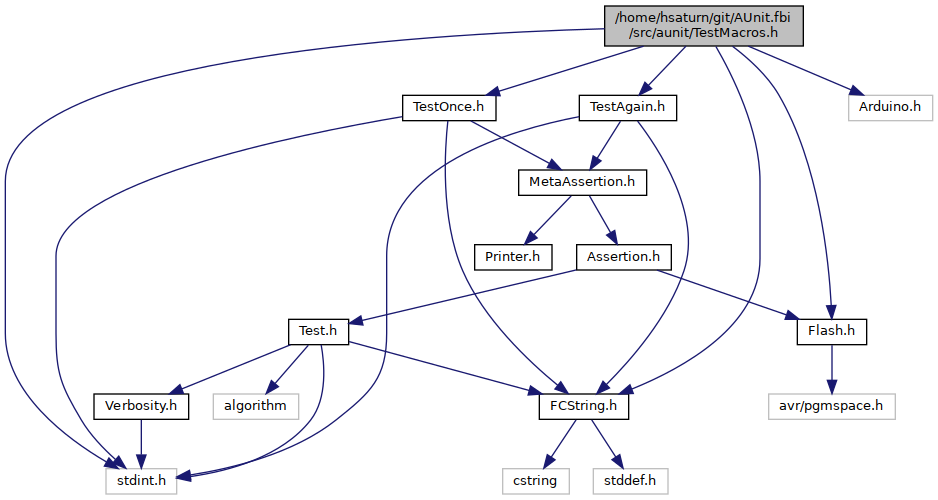 /home/hsaturn/git/AUnit.fbi
/src/aunit/TestMacros.h
TestOnce.h
TestAgain.h
Arduino.h
MetaAssertion.h
Printer.h
Assertion.h
Test.h
Flash.h
Verbosity.h
algorithm
FCString.h
avr/pgmspace.h
stdint.h
cstring
stddef.h